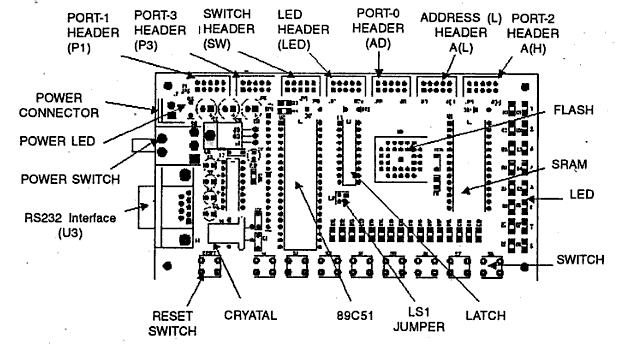 PORT-1
HEADER
(P1)
PORT-3
HEADER
(P3)
SWITCH
HEADER
(SW)
LED
HEADER
(LED)
PORT-0
HEADER
(AD)
ADDRESS (L)
HEADER
A(L)
PORT-2
HEADER
A(H)
POWER
CONNECTOR
POWER LED
POWER SWITCH
RS232 Interface
(U3)
FLASH
SRAM
LED
SWITCH
RESET
SWITCH
CRYATAL
89C51
LS1
JUMPER
LATCH